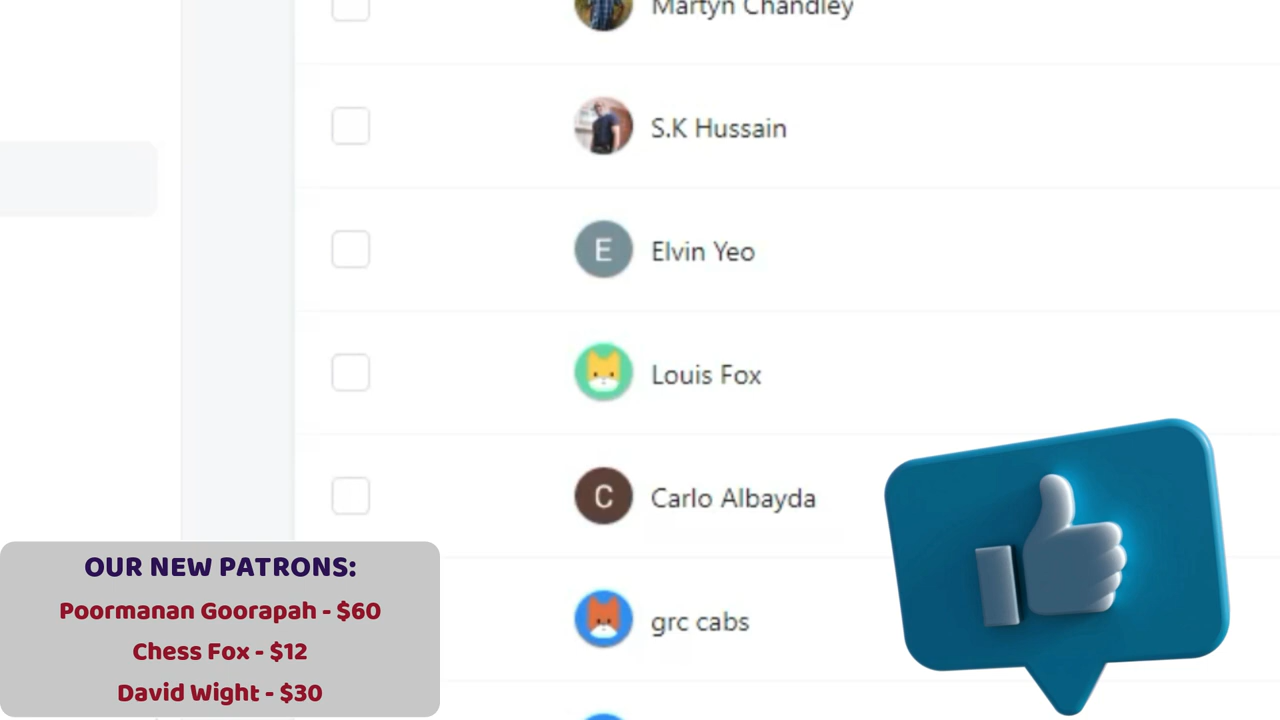 Martyn Chandley
S.K Hussain
E
Elvin Yeo
Louis Fox
C
Carlo Albayda
grc cabs
OUR NEW PATRONS:
Poormanan Goorapah - $60
Chess Fox - $12
David Wight - $30